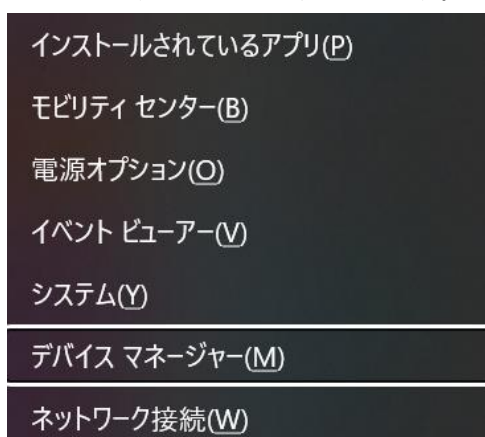 インストールされているアプリ(P)
モビリティ センター(B)
電源オプション(O)
イベント ビューアー(V)
システム(Y)
デバイス マネージャー(M)
ネットワーク接続(W)